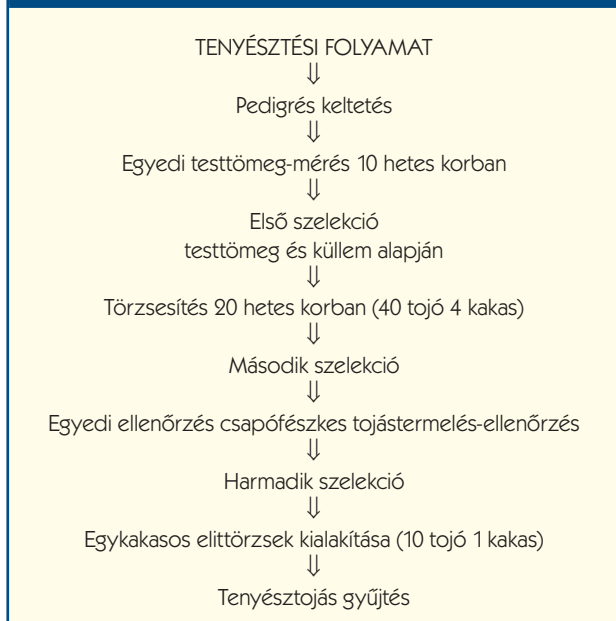 TENYÉSZTÉSI FOLYAMAT
⇓
Pedigrés keltetés
⇓
Egyedi testtömeg-mérés 10 hetes korban
⇓
Első szelekció
testtömeg és küllem alapján
⇓
Törzsesítés 20 hetes korban (40 tojó 4 kakas)
⇓
Második szelekció
⇓
Egyedi ellenőrzés csapófészkes tojástermelés-ellenőrzés
⇓
Harmadik szelekció
⇓
Egykakasos elittörzsek kialakítása (10 tojó 1 kakas)
⇓
Tenyésztojás gyűjtés